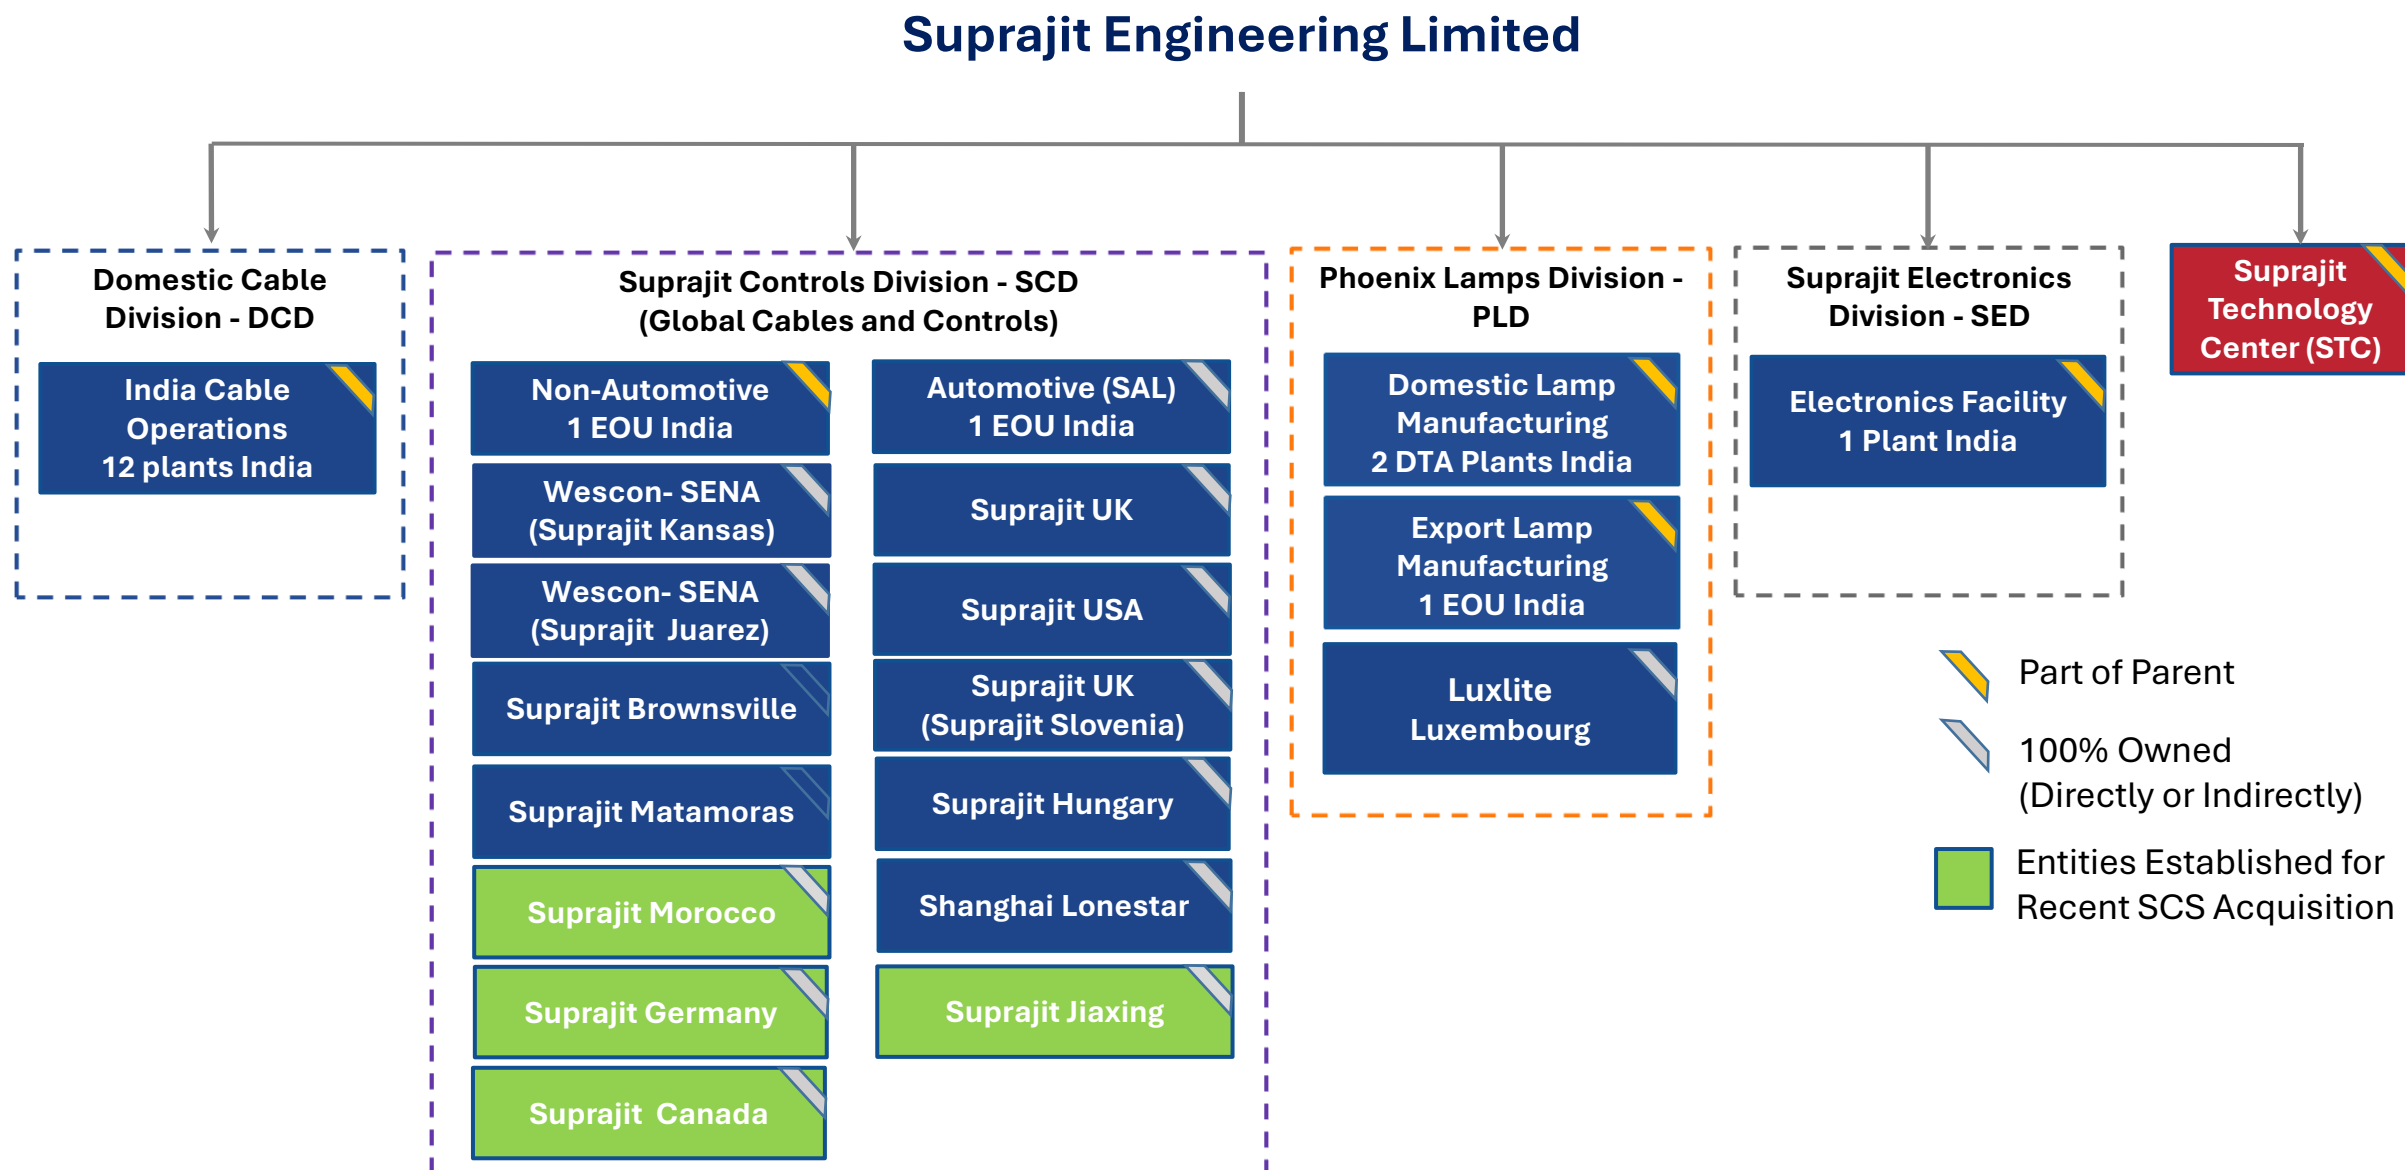 Suprajit Engineering Limited
Domestic Cable
Division - DCD
India Cable
Operations
12 plants India
Suprajit Controls Division - SCD
(Global Cables and Controls)
Non-Automotive
1 EOU India
Wescon- SENA
(Suprajit Kansas)
Wescon- SENA
(Suprajit Juarez)
Suprajit Brownsville
Suprajit Matamoras
Suprajit Morocco
Suprajit Germany
Suprajit Canada
Automotive (SAL)
1 EOU India
Suprajit UK
Suprajit USA
Suprajit UK
(Suprajit Slovenia)
Suprajit Hungary
Shanghai Lonestar
Suprajit Jiaxing
Phoenix Lamps Division -
PLD
Domestic Lamp
Manufacturing
2 DTA Plants India
Export Lamp
Manufacturing
1 EOU India
Luxlite
Luxembourg
Suprajit Electronics
Division - SED
Electronics Facility
1 Plant India
Suprajit
Technology
Center (STC)
Part of Parent
100% Owned
(Directly or Indirectly)
Entities Established for
Recent SCS Acquisition